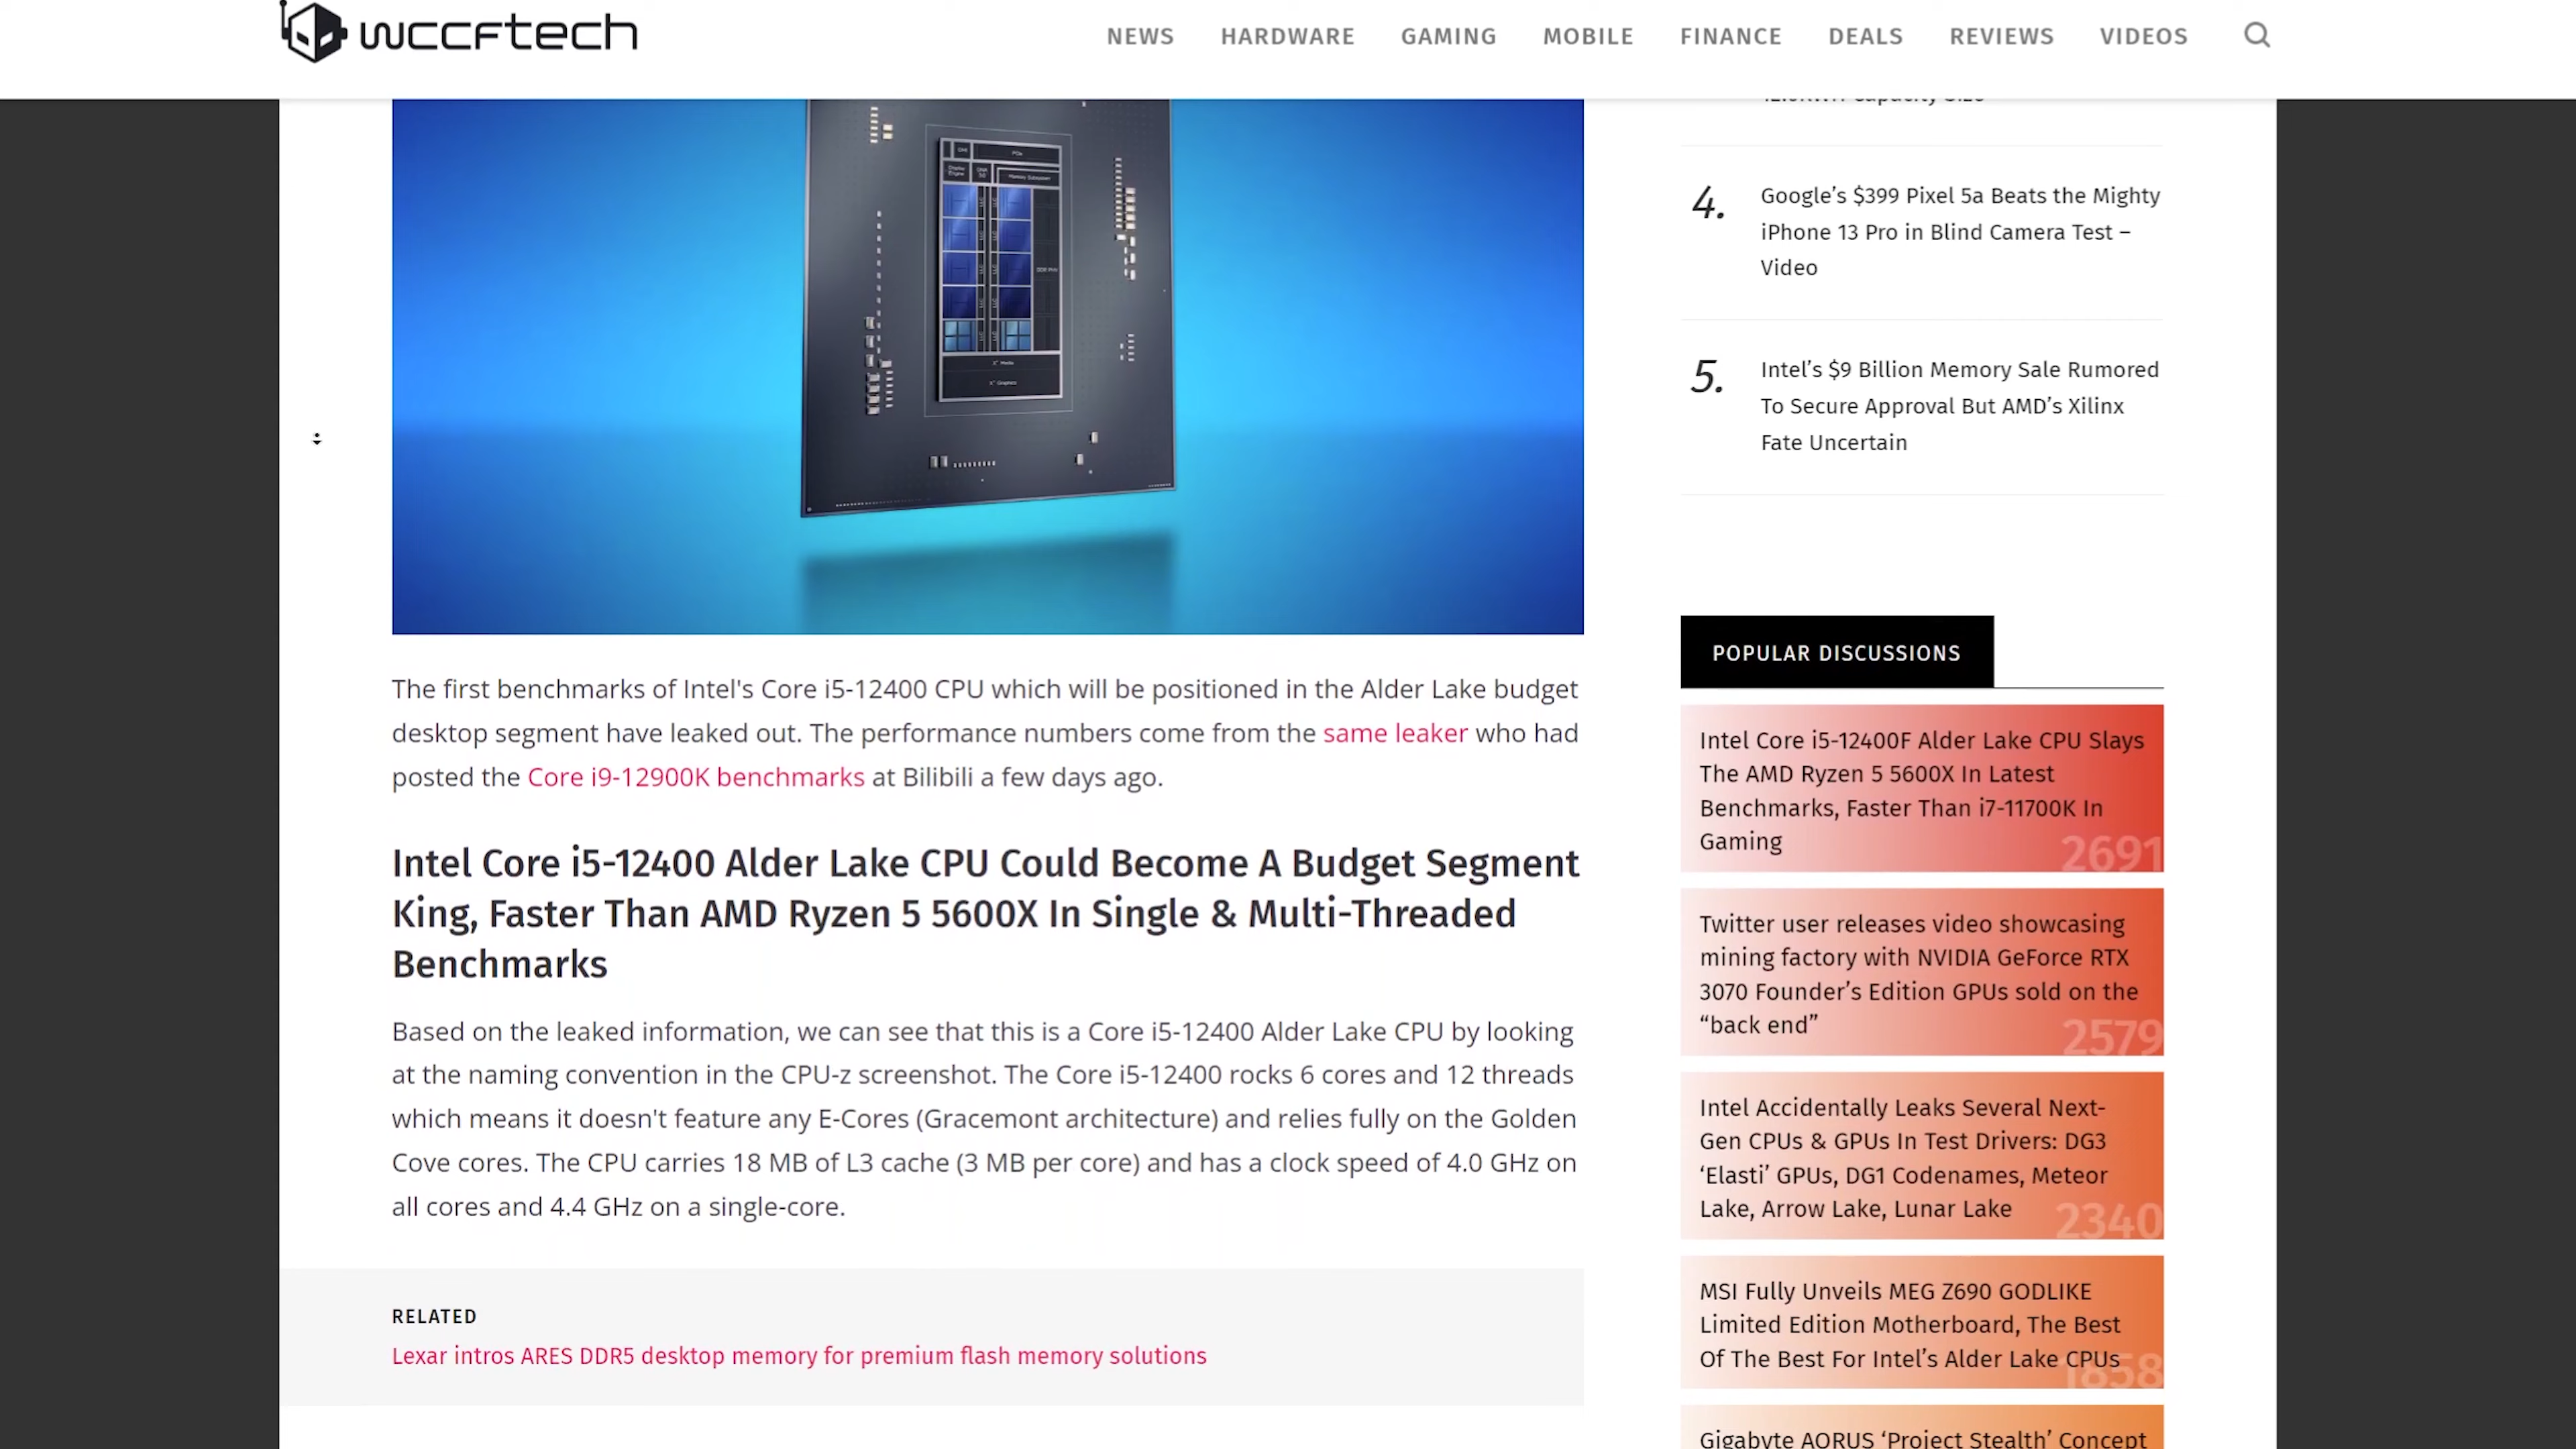 wccftech
NEWS HARDWARE GAMING MOBILE FINANCE DEALS REVIEWS VIDEOS
4.
Google's $399 Pixel 5a Beats the Mighty
iPhone 13 Pro in Blind Camera Test –
Video
5.
Intel's $9 Billion Memory Sale Rumored
To Secure Approval But AMD's Xilinx
Fate Uncertain
The first benchmarks of Intel's Core i5-12400 CPU which will be positioned in the Alder Lake budget
desktop segment have leaked out. The performance numbers come from the same leaker who had
posted the Core i9-12900K benchmarks at Bilibili a few days ago.
Intel Core i5-12400 Alder Lake CPU Could Become A Budget Segment
King, Faster Than AMD Ryzen 5 5600X In Single & Multi-Threaded
Benchmarks
Based on the leaked information, we can see that this is a Core i5-12400 Alder Lake CPU by looking
at the naming convention in the CPU-z screenshot. The Core i5-12400 rocks 6 cores and 12 threads
which means it doesn't feature any E-Cores (Gracemont architecture) and relies fully on the Golden
Cove cores. The CPU carries 18 MB of L3 cache (3 MB per core) and has a clock speed of 4.0 GHz on
all cores and 4.4 GHz on a single-core.
RELATED
Lexar intros ARES DDR5 desktop memory for premium flash memory solutions
POPULAR DISCUSSIONS
Intel Core i5-12400F Alder Lake CPU Slays
The AMD Ryzen 5 5600X In Latest
Benchmarks, Faster Than i7-11700K In
Gaming
2691
Twitter user releases video showcasing
mining factory with NVIDIA GeForce RTX
3070 Founder's Edition GPUs sold on the
“back end”
2579
Intel Accidentally Leaks Several Next-
Gen CPUs & GPUs In Test Drivers: DG3
‘Elasti’ GPUs, DG1 Codenames, Meteor
Lake, Arrow Lake, Lunar Lake
2340
MSI Fully Unveils MEG Z690 GODLIKE
Limited Edition Motherboard, The Best
Of The Best For Intel's Alder Lake CPUs
1858
Gigabyte AORUS ‘Project Stealth’ Concept